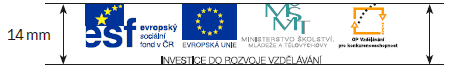 14 mm
esf evropský
sociální
fond v ČR
EVROPSKÁ UNIE
MŠMT
MINISTERSTVO ŠKOLSTVÍ,
MLÁDEŽE A TĚLOVÝCHOVY
OP Vzdělávání
pro konkurenceschopnost
INVESTICE DO ROZVOJE VZDĚLÁVÁNÍ